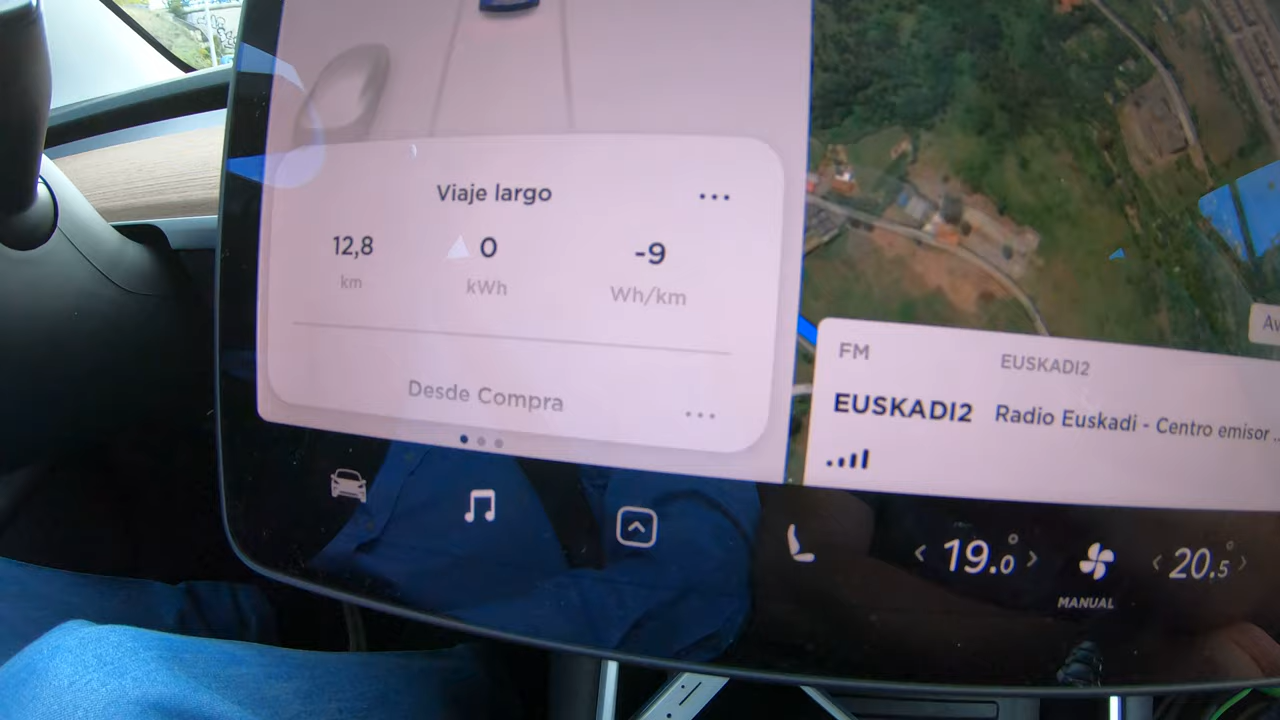 Viaje largo
12,8
km
0
kWh
-9
Wh/km
Desde Compra
FM
EUSKADI2
EUSKADI2
Radio Euskadi - Centro emisor ..
19.0°
MANUAL
20.5°